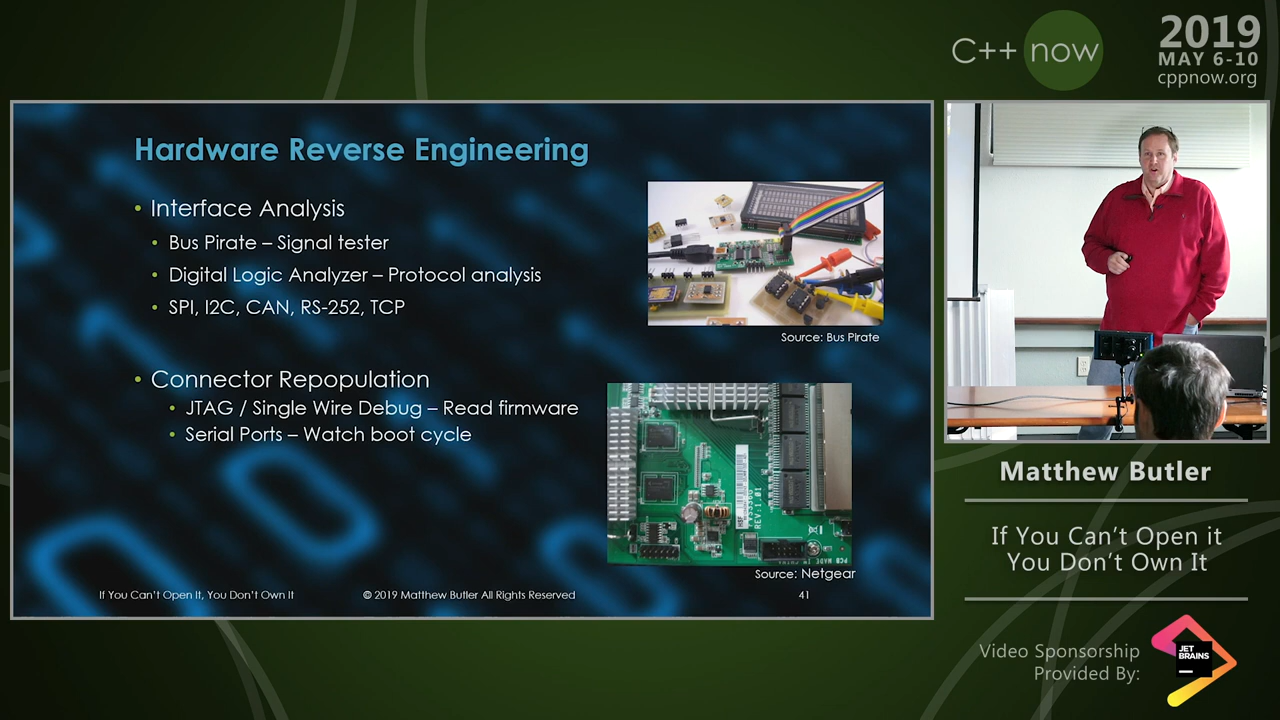 C++ now
2019
MAY 6-10
cppnow.org
Hardware Reverse Engineering
• Interface Analysis
• Bus Pirate – Signal tester
• Digital Logic Analyzer – Protocol analysis
• SPI, I2C, CAN, RS-252, TCP
Source: Bus Pirate
• Connector Repopulation
• JTAG / Single Wire Debug – Read firmware
• Serial Ports – Watch boot cycle
REV:1.01
Source: Netgear
If You Can't Open It, You Don't Own It
© 2019 Matthew Butler All Rights Reserved
41
Matthew Butler
If You Can't Open it
You Don't Own It
Video Sponsorship
Provided By:
JET
BRAINS